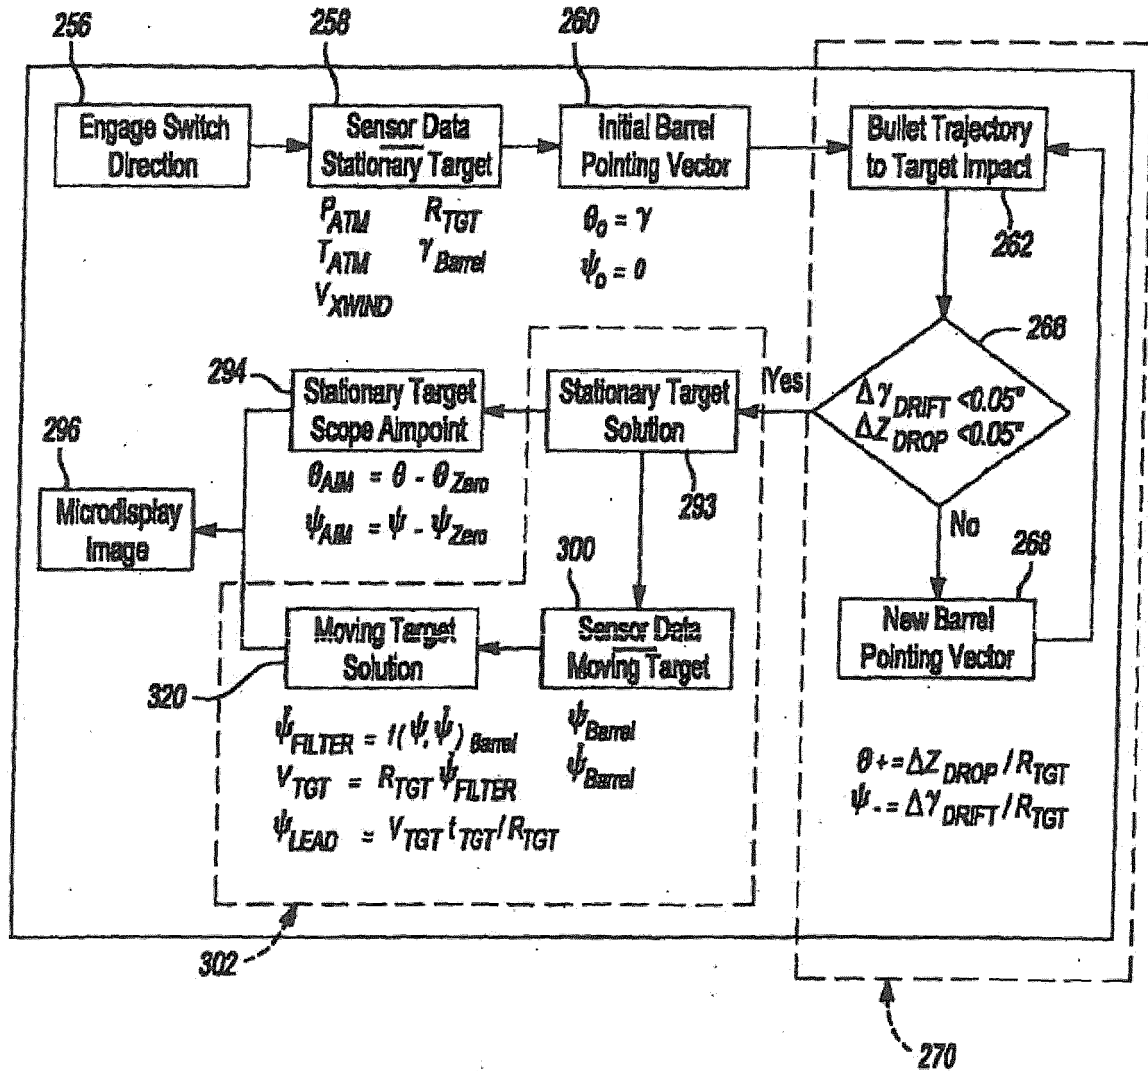 256
258
260
Engage Switch
Direction
Sensor Data
Stationary Target
Initial Barrel
Pointing Vector
Bullet Trajectory
to Target Impact
262
P_ATM R_TGT
T_ATM γ_Barrel
V_XWIND
θ_0 = γ
ψ_0 = 0
268
Δγ_DRIFT <0.05"
ΔZ_DROP <0.05"
Yes
No
294
Stationary Target
Scope Aimpoint
θ_AIM = θ - θ_Zero
ψ_AIM = ψ - ψ_Zero
Stationary Target
Solution
293
296
Microdisplay
Image
300
Sensor Data
Moving Target
ψ_Barrel
ψ̇_Barrel
Moving Target
Solution
320
ψ̇_FILTER = f(ψ, ψ̇)_Barrel
V_TGT = R_TGT ψ̇_FILTER
ψ_LEAD = V_TGT t_TGT / R_TGT
268
New Barrel
Pointing Vector
θ += ΔZ_DROP / R_TGT
ψ -= Δγ_DRIFT / R_TGT
302
270